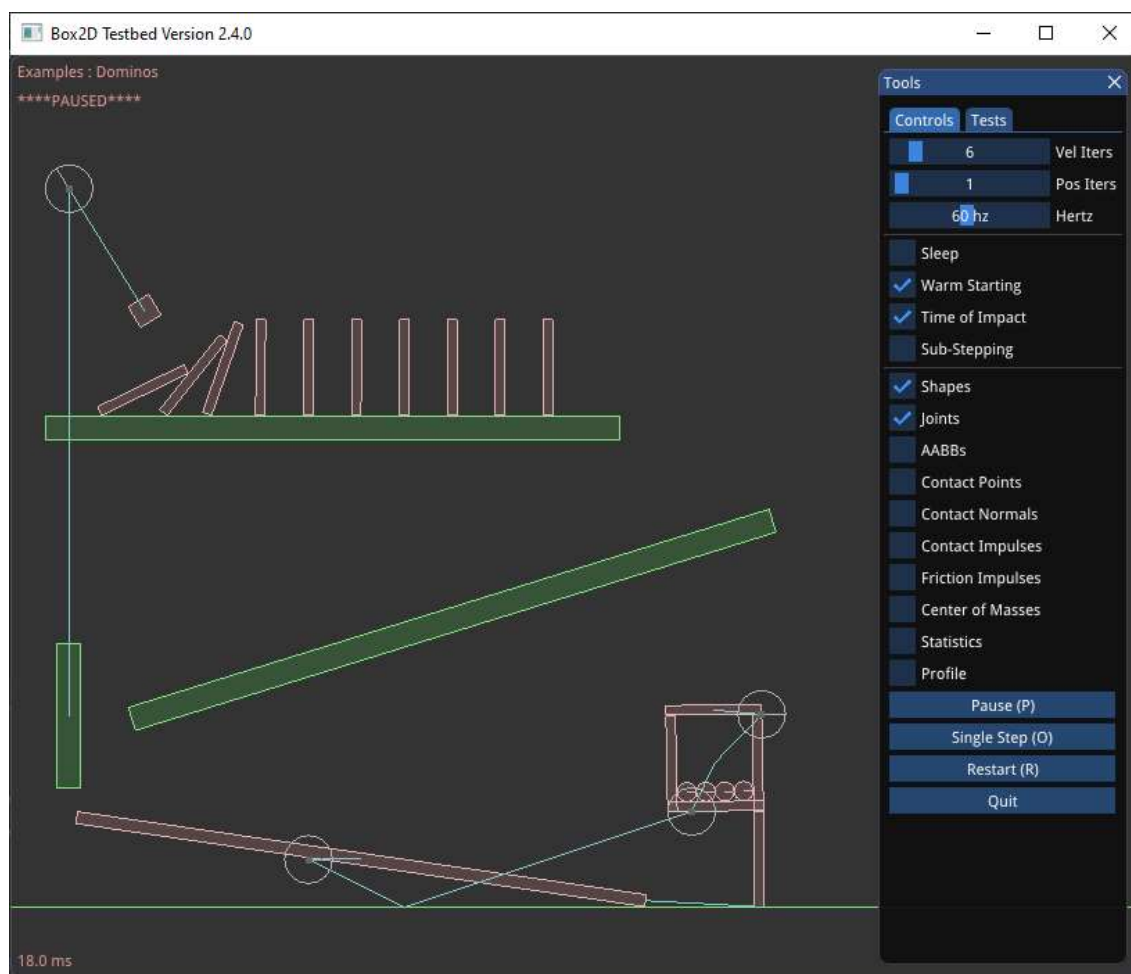 Box2D Testbed Version 2.4.0
Examples : Dominos
****PAUSED****
Tools
Controls Tests
6 Vel Iters
1 Pos Iters
60 hz Hertz
Sleep
Warm Starting
Time of Impact
Sub-Stepping
Shapes
Joints
AABBs
Contact Points
Contact Normals
Contact Impulses
Friction Impulses
Center of Masses
Statistics
Profile
Pause (P)
Single Step (O)
Restart (R)
Quit
18.0 ms